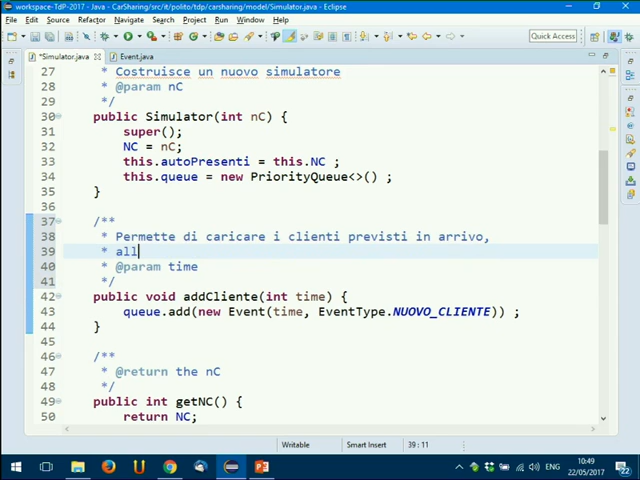 workspace-TdP-2017 - Java - CarSharing/src/it/polito/tdp/carsharing/model/Simulator.java - Eclipse
File Edit Source Refactor Navigate Search Project Run Window Help
Quick Access
*Simulator.java Event.java
27 * Costruisce un nuovo simulatore
28 * @param nC
29 */
30 public Simulator(int nC) {
31 super();
32 NC = nC;
33 this.autoPresenti = this.NC ;
34 this.queue = new PriorityQueue<>() ;
35 }
36
37 /**
38 * Permette di caricare i clienti previsti in arrivo,
39 * all
40 * @param time
41 */
42 public void addCliente(int time) {
43 queue.add(new Event(time, EventType.NUOVO_CLIENTE)) ;
44 }
45
46 /**
47 * @return the nC
48 */
49 public int getNC() {
50 return NC;
Writable Smart Insert 39 : 11
ENG 10:49
22/05/2017 22